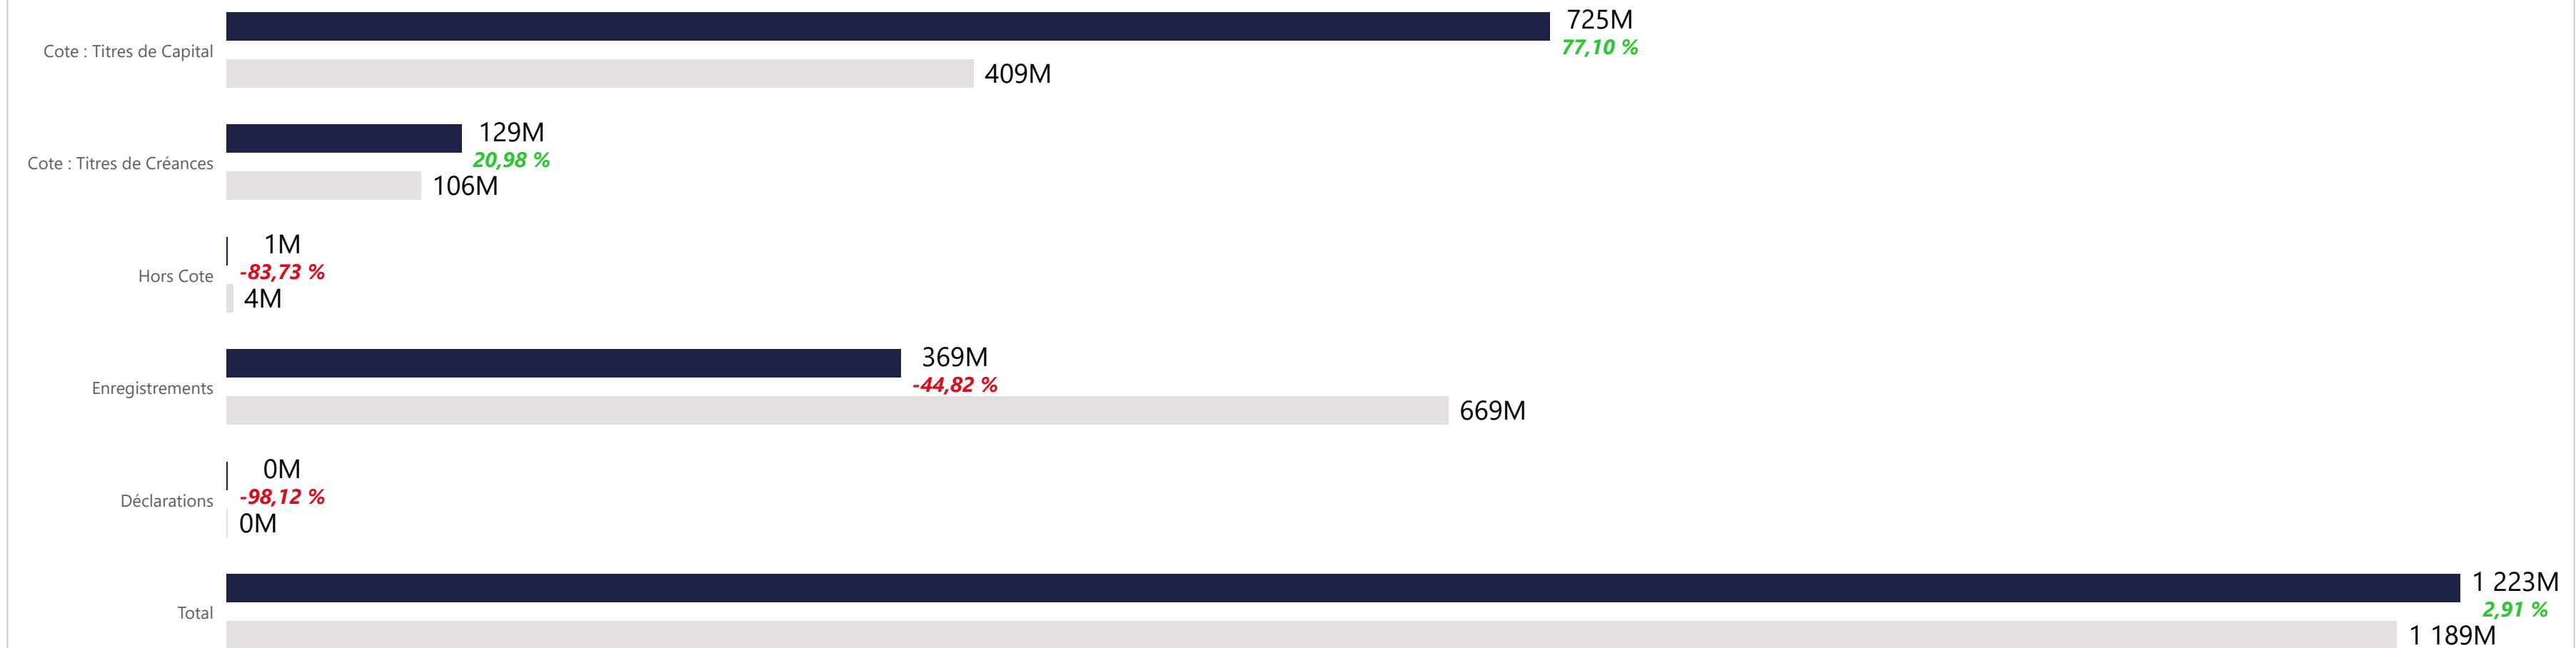 725M
Cote : Titres de Capital
77,10 %
409M
129M
Cote : Titres de Créances
20,98 %
106M
1M
Hors Cote
-83,73 %
4M
369M
Enregistrements
-44,82 %
669M
0M
Déclarations
-98,12 %
0M
1 223M
Total
2,91 %
1 189M